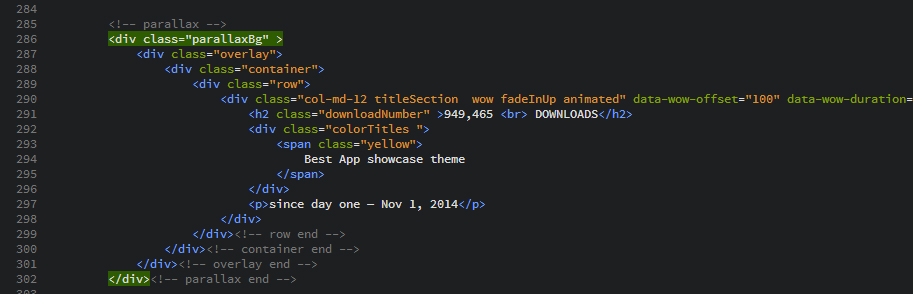 284
285 <!-- parallax -->
286 <div class="parallaxBg" >
287 <div class="overlay">
288 <div class="container">
289 <div class="row">
290 <div class="col-md-12 titleSection  wow fadeInUp animated" data-wow-offset="100" data-wow-duration=
291 <h2 class="downloadNumber" >949,465 <br> DOWNLOADS</h2>
292 <div class="colorTitles ">
293 <span class="yellow">
294 Best App showcase theme
295 </span>
296 </div>
297 <p>since day one – Nov 1, 2014</p>
298 </div>
299 </div><!-- row end -->
300 </div><!-- container end -->
301 </div><!-- overlay end -->
302 </div><!-- parallax end -->
303